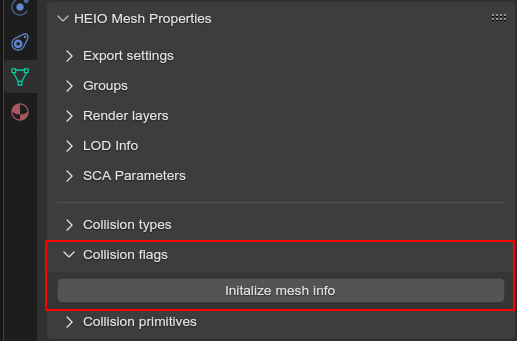 HEIO Mesh Properties
Export settings
Groups
Render layers
LOD Info
SCA Parameters
Collision types
Collision flags
Initalize mesh info
Collision primitives